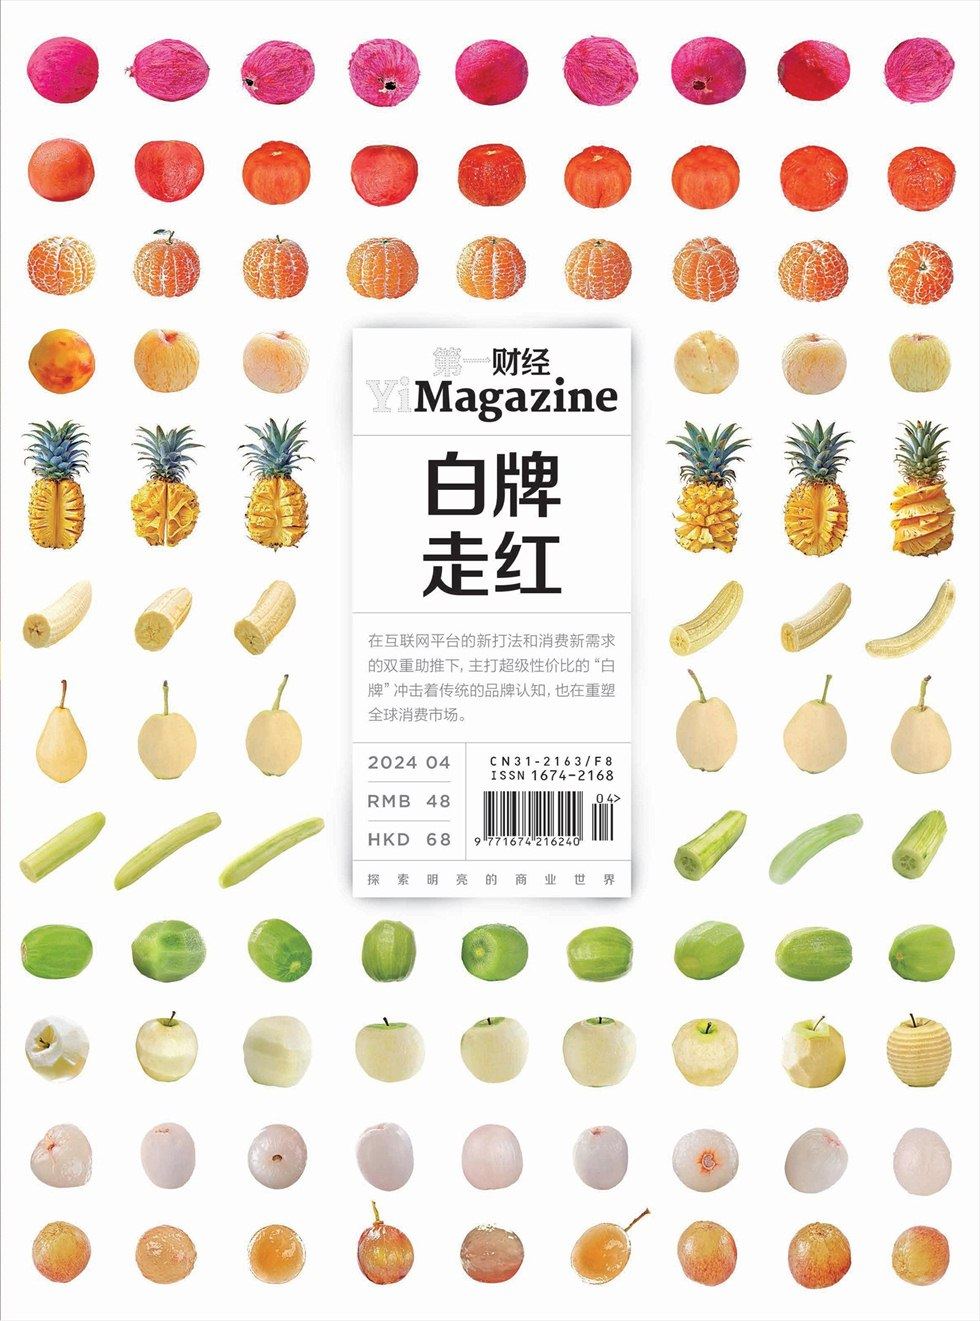 第一财经
YiMagazine
白牌
走红
在互联网平台的新打法和消费新需求
的双重助推下，主打超级性价比的“白
牌”冲击着传统的品牌认知，也在重塑
全球消费市场。
2024 04
RMB 48
HKD 68
CN31-2163/F8
ISSN 1674-2168
04>
9 771674 216240
探索明亮的商业世界